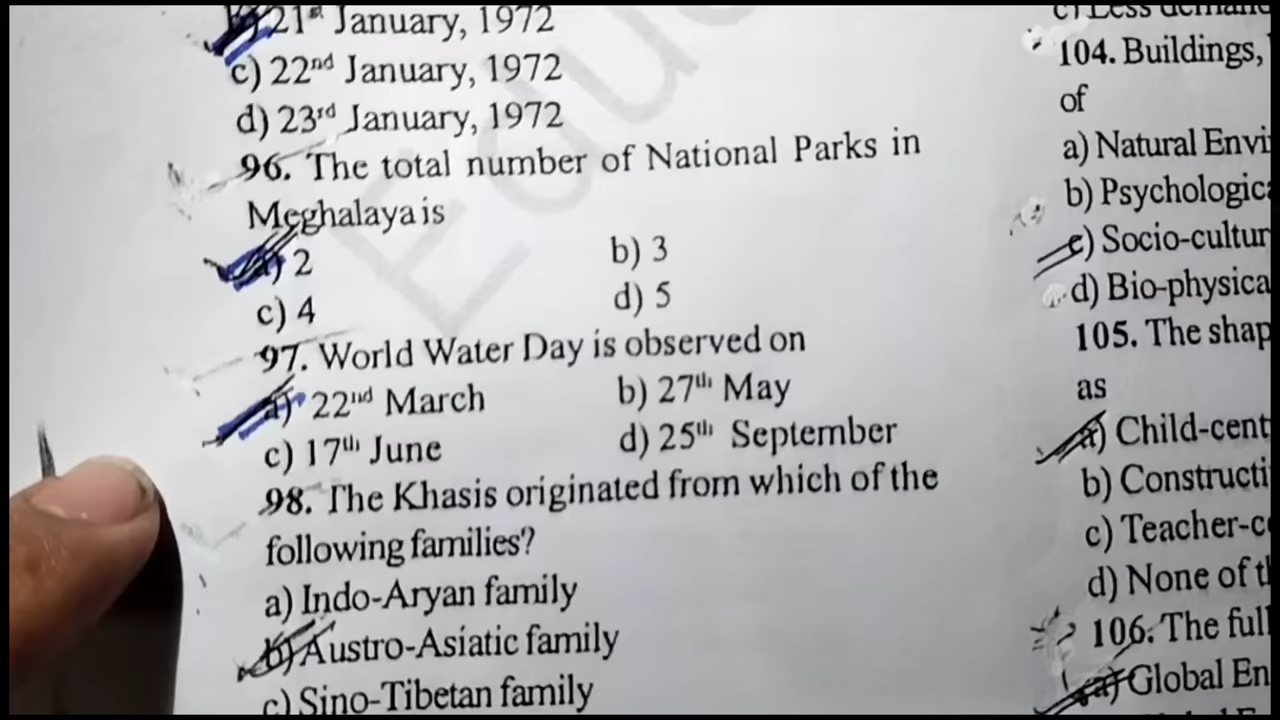 b) 21st January, 1972
c) 22nd January, 1972
d) 23rd January, 1972
96. The total number of National Parks in
Meghalaya is
a) 2
b) 3
c) 4
d) 5
97. World Water Day is observed on
a) 22nd March
b) 27th May
c) 17th June
d) 25th September
98. The Khasis originated from which of the
following families?
a) Indo-Aryan family
b) Austro-Asiatic family
c) Sino-Tibetan family
c) Less
104. Buildings,
of
a) Natural Envi
b) Psychologica
c) Socio-cultur
d) Bio-physica
105. The shap
as
a) Child-cent
b) Constructi
c) Teacher-c
d) None of t
106. The full
a) Global En
Edu